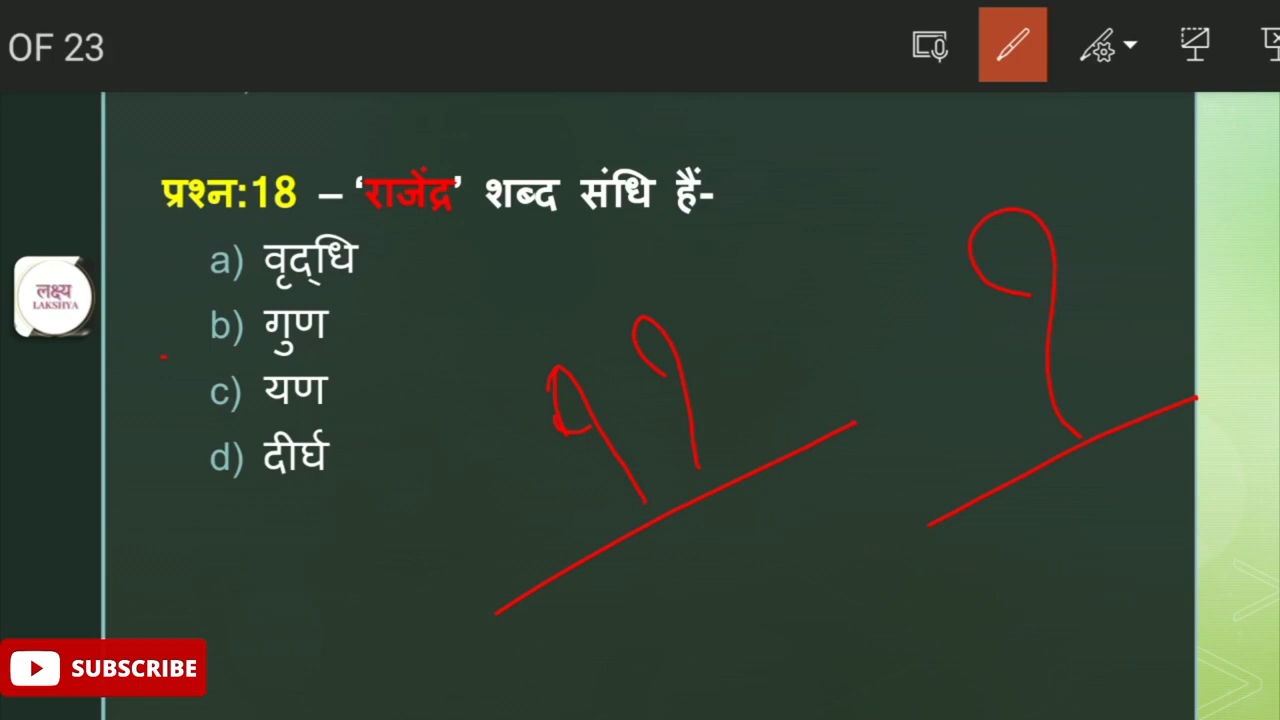 OF 23
प्रश्न:18 – ‘राजेंद्र’ शब्द संधि हैं-
a) वृद्‌धि
b) गुण
c) यण
d) दीर्घ
लक्ष्य
LAKSHYA
SUBSCRIBE